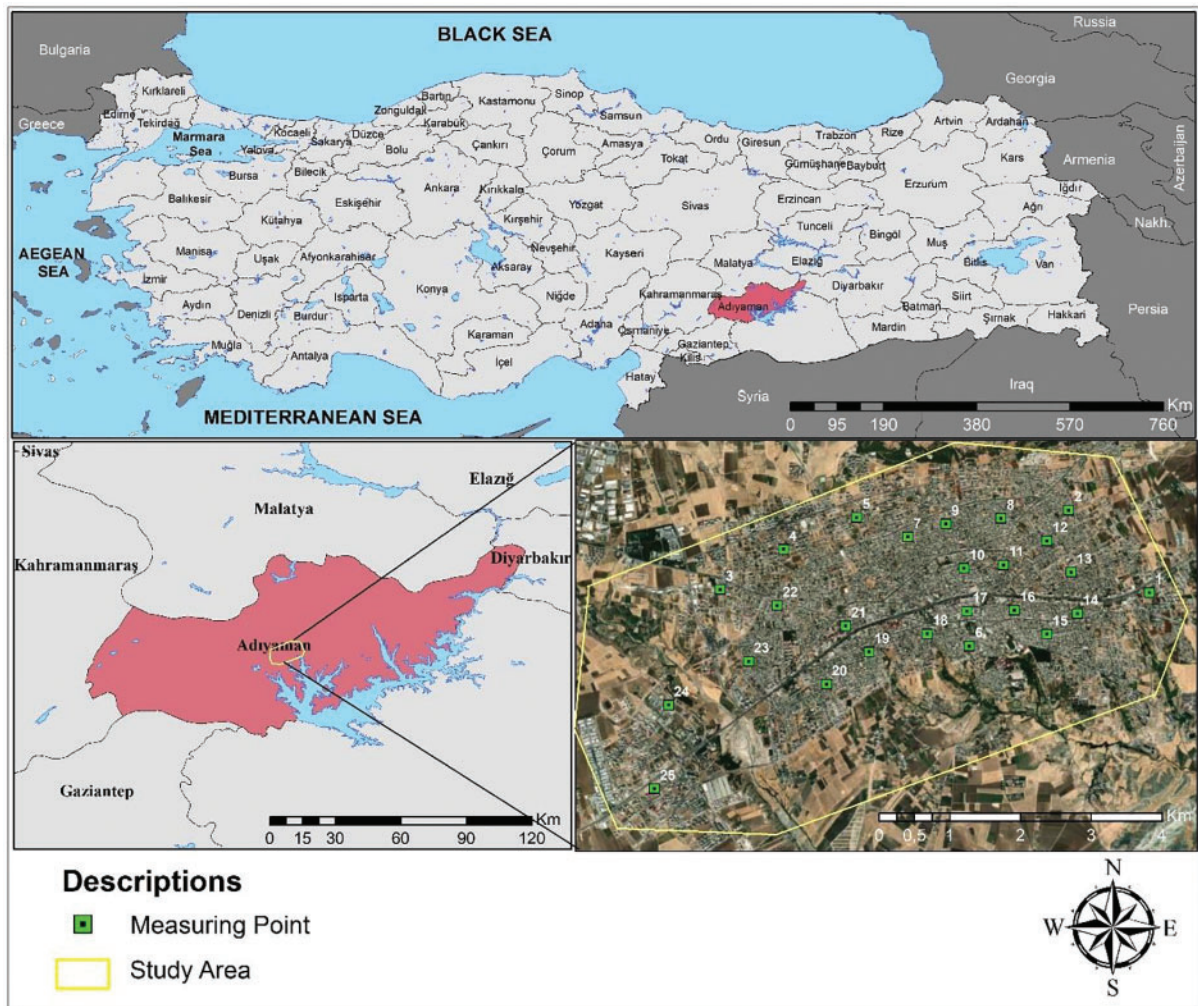 Bulgaria
BLACK SEA
Russia
Georgia
Kırklareli
Edirne
Tekirdağ
Greece
Marmara
Sea
Yalova
Kocaeli
Sakarya
Düzce
Zonguldak
Bartın
Karabük
Kastamonu
Sinop
Samsun
Bolu
Çankırı
Çorum
Amasya
Tokat
Ordu
Giresun
Trabzon
Rize
Artvin
Ardahan
Gümüşhane
Bayburt
Kars
Armenia
Azerbaijan
Bursa
Bilecik
Balıkesir
Eskişehir
Kütahya
Ankara
Kırıkkale
Kırşehir
Yozgat
Sivas
Erzincan
Erzurum
Iğdır
Ağrı
Nakh.
Tunceli
Bingöl
Muş
AEGEAN
SEA
Manisa
Uşak
Afyonkarahisar
Nevşehir
Kayseri
Malatya
Elazığ
Bitlis
Van
İzmir
Aksaray
Konya
Niğde
Kahramanmaraş
Adıyaman
Diyarbakır
Batman
Siirt
Aydın
Denizli
Burdur
Isparta
Karaman
Adana
Osmaniye
Gaziantep
Kilis
Mardin
Şırnak
Hakkari
Persia
Muğla
Antalya
İçel
Hatay
MEDITERRANEAN SEA
Syria
Iraq
Km
0 95 190 380 570 760
Sivaş
Elazığ
Malatya
Kahramanmaraş
Diyarbakır
Adıyaman
Gaziantep
Km
0 15 30 60 90 120
5
7
9
8
2
4
12
10
11
13
3
1
22
17
16
14
21
18
6
15
23
19
20
24
25
Km
0 0,5 1 2 3 4
Descriptions
Measuring Point
Study Area
N
W E
S